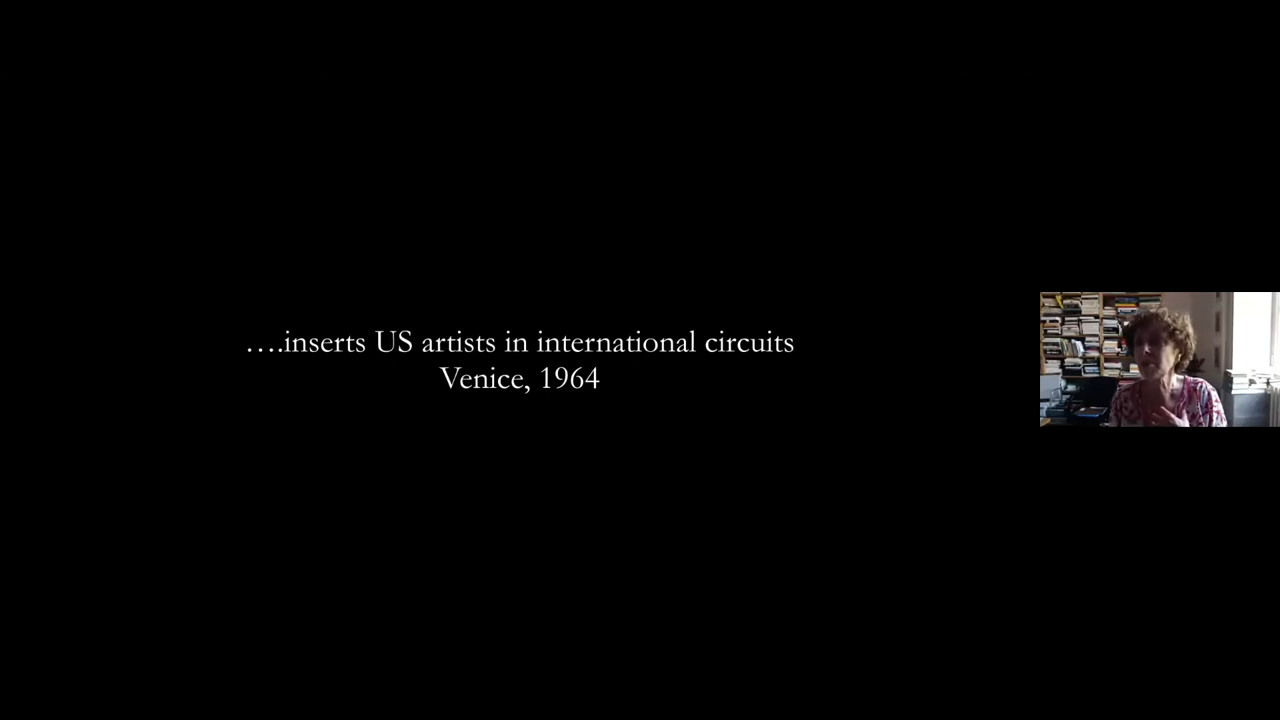 ….inserts US artists in international circuits
Venice, 1964